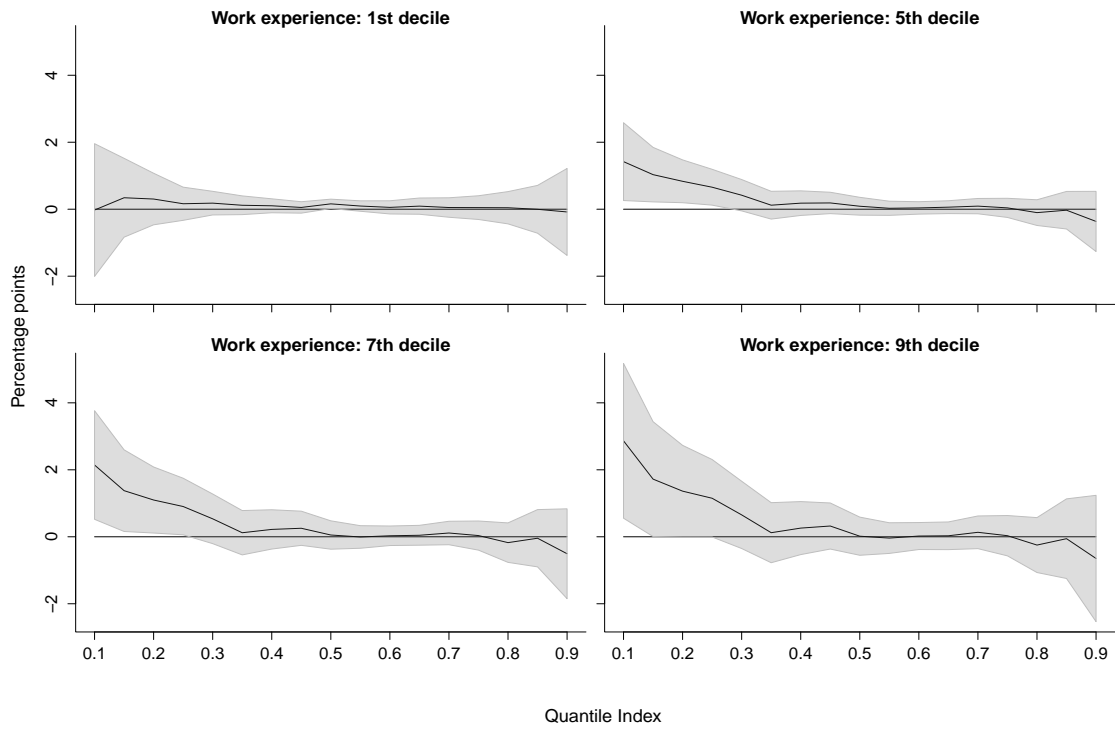 Work experience: 1st decile
Work experience: 5th decile
4
2
0
−2
Work experience: 7th decile
Work experience: 9th decile
4
2
0
−2
0.1 0.2 0.3 0.4 0.5 0.6 0.7 0.8 0.9
0.1 0.2 0.3 0.4 0.5 0.6 0.7 0.8 0.9
Percentage points
Quantile Index